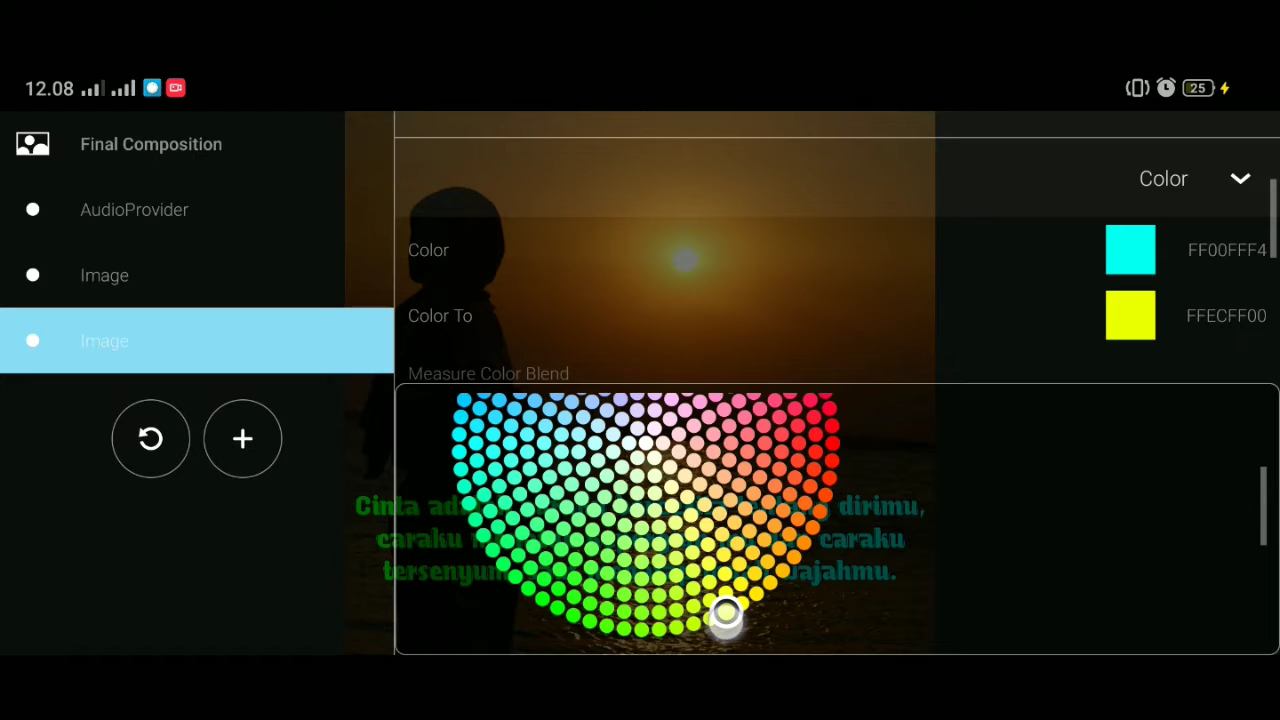 12.08
25
Final Composition
AudioProvider
Image
Image
Color
Color
FF00FFF4
Color To
FFECFF00
Measure Color Blend
Cinta dirimu,
caraku caraku
tersenyum wajahmu.